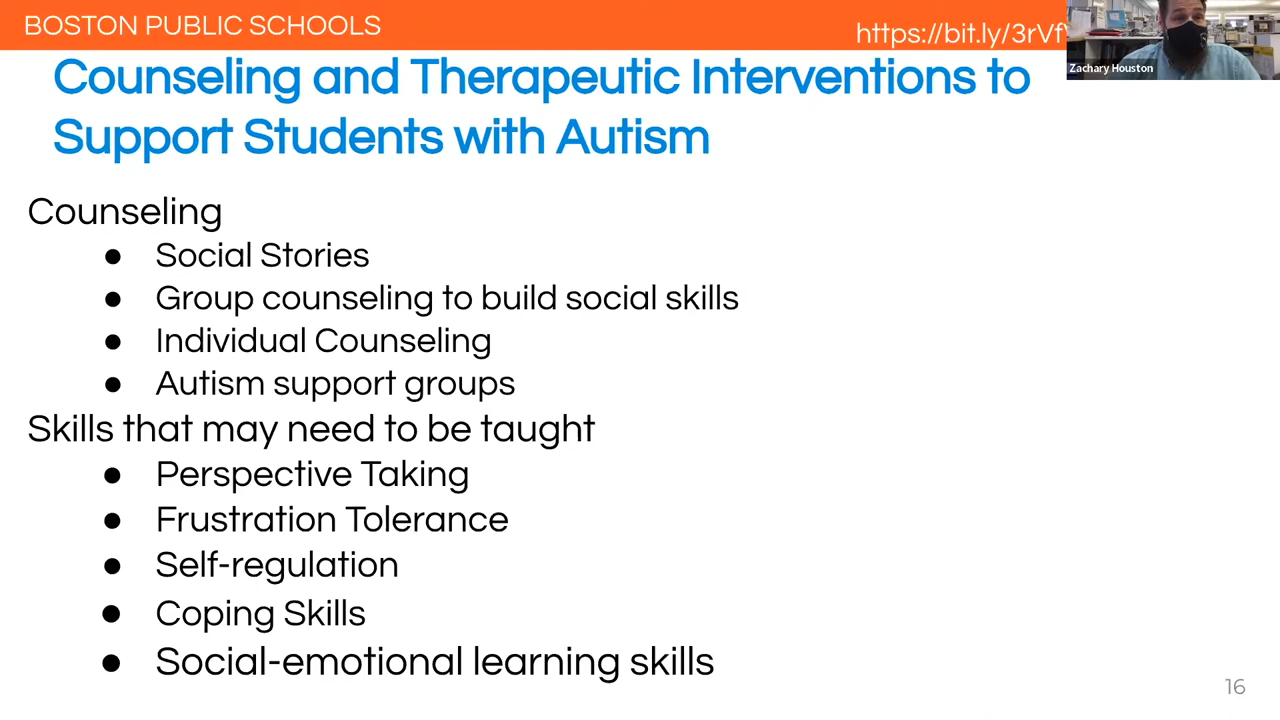 BOSTON PUBLIC SCHOOLS
https://bit.ly/3rVf
Zachary Houston
Counseling and Therapeutic Interventions to
Support Students with Autism
Counseling
● Social Stories
● Group counseling to build social skills
● Individual Counseling
● Autism support groups
Skills that may need to be taught
● Perspective Taking
● Frustration Tolerance
● Self-regulation
● Coping Skills
● Social-emotional learning skills
16